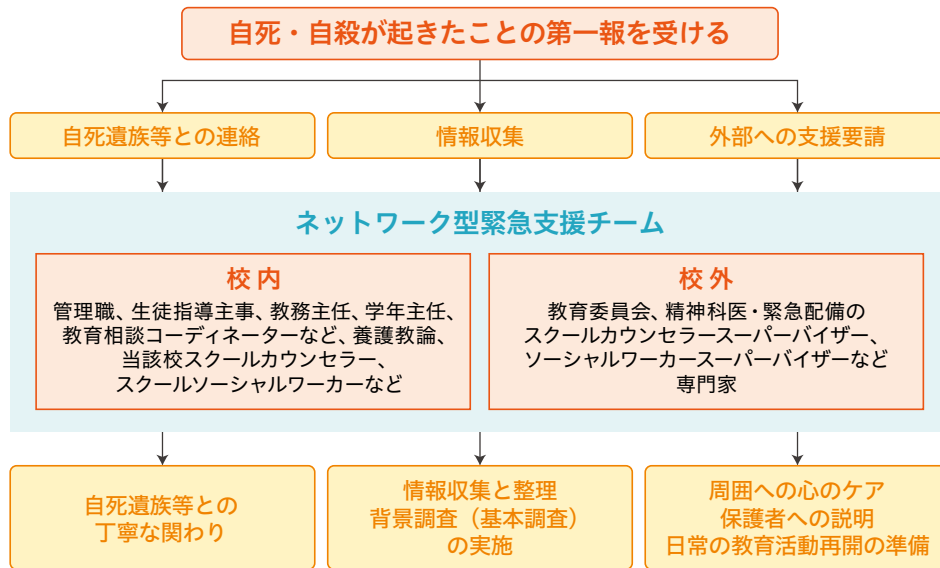 自死・自殺が起きたことの第一報を受ける
自死遺族等との連絡
情報収集
外部への支援要請
ネットワーク型緊急支援チーム
校内
管理職、生徒指導主事、教務主任、学年主任、
教育相談コーディネーターなど、養護教諭、
当該校スクールカウンセラー、
スクールソーシャルワーカーなど
校外
教育委員会、精神科医・緊急配備の
スクールカウンセラースーパーバイザー、
ソーシャルワーカースーパーバイザーなど
専門家
自死遺族等との
丁寧な関わり
情報収集と整理
背景調査（基本調査）
の実施
周囲への心のケア
保護者への説明
日常の教育活動再開の準備